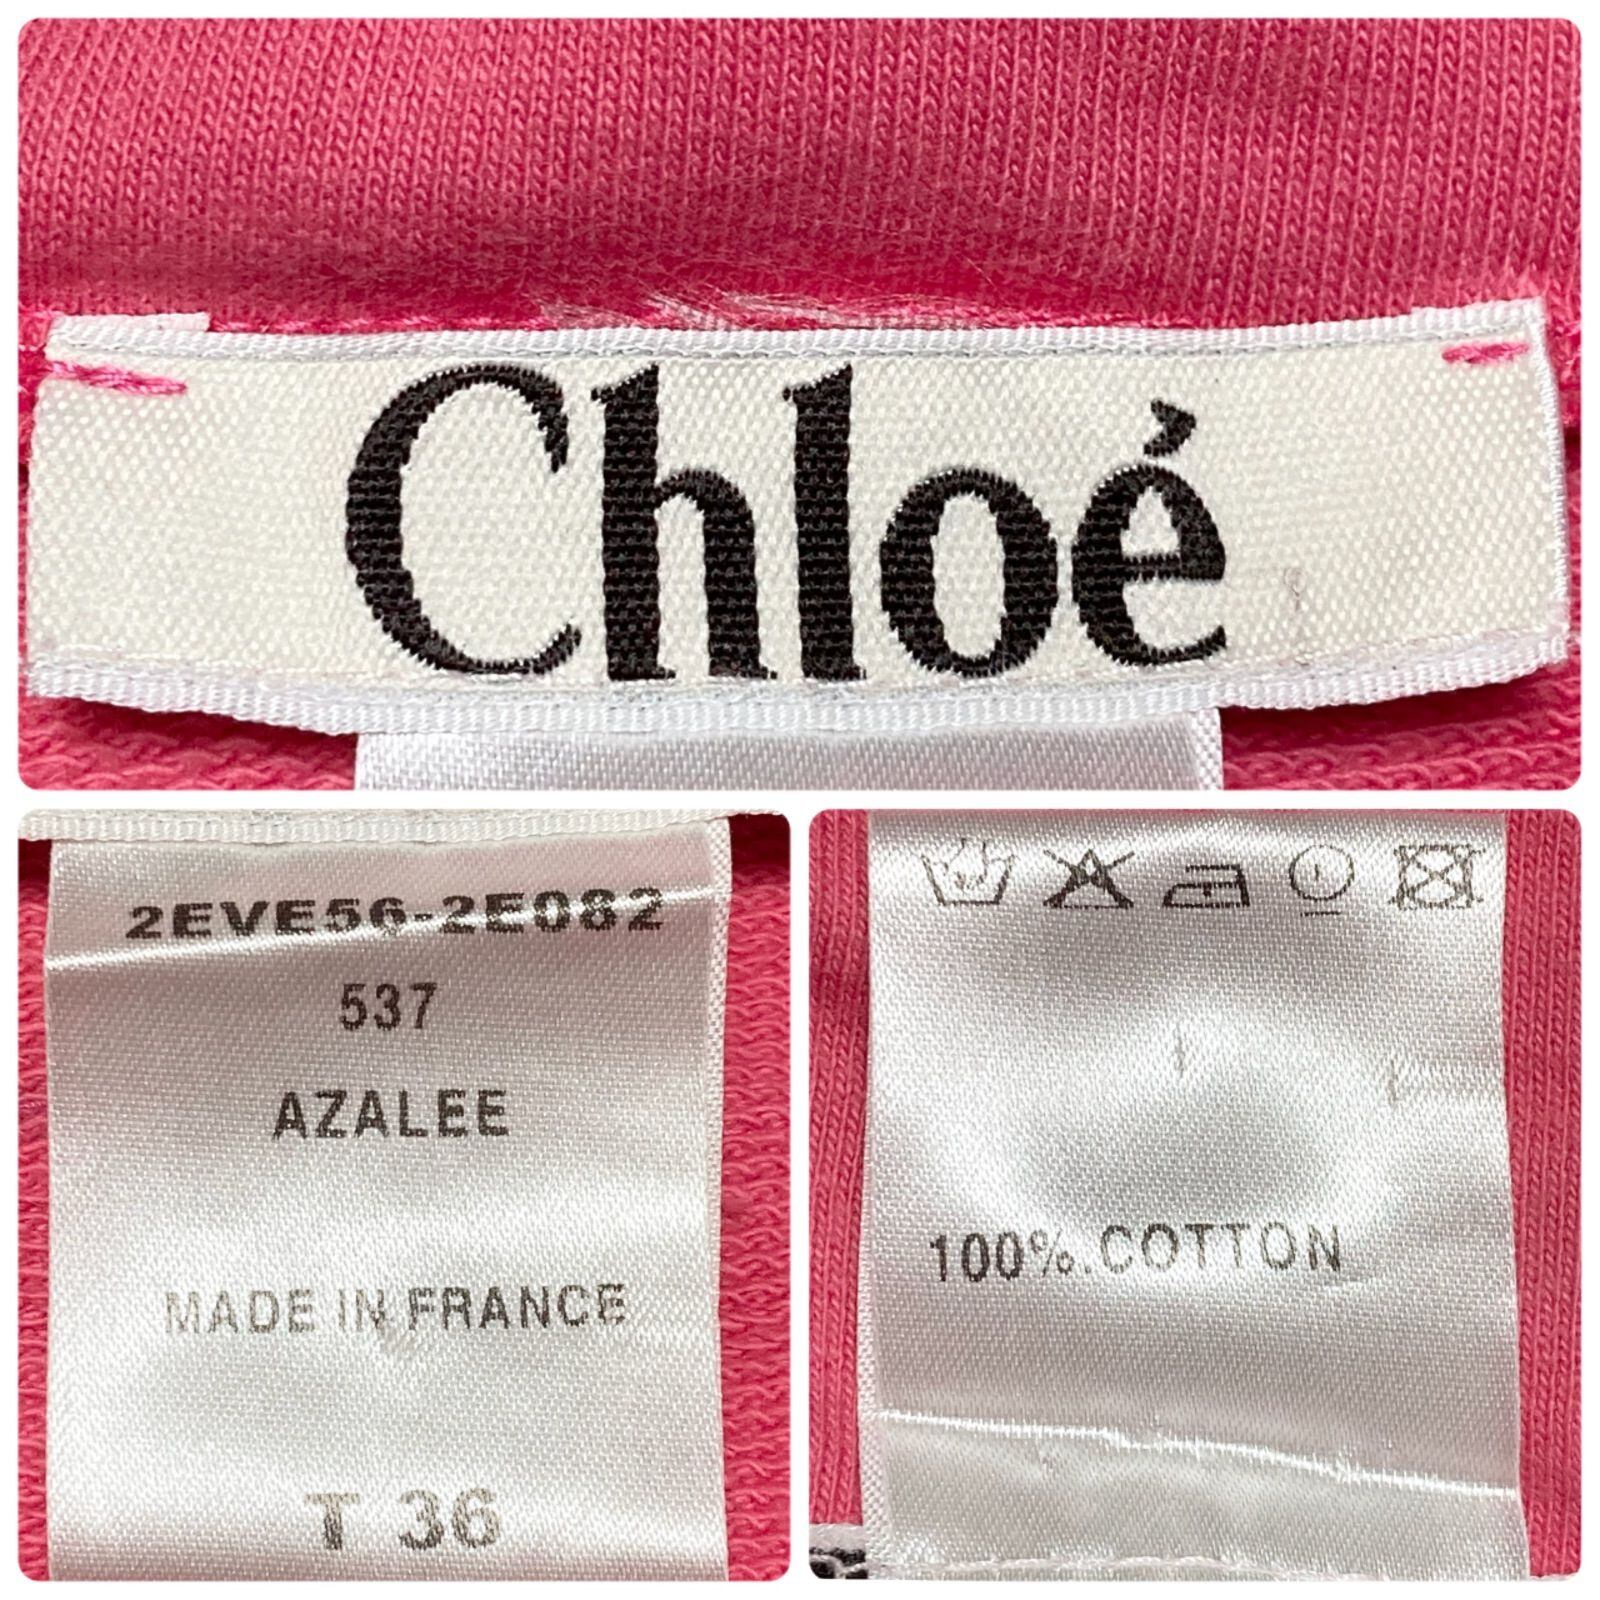 Chloé
2EVE56-2E082
537
AZALEE
MADE IN FRANCE
T 36
100%.COTTON